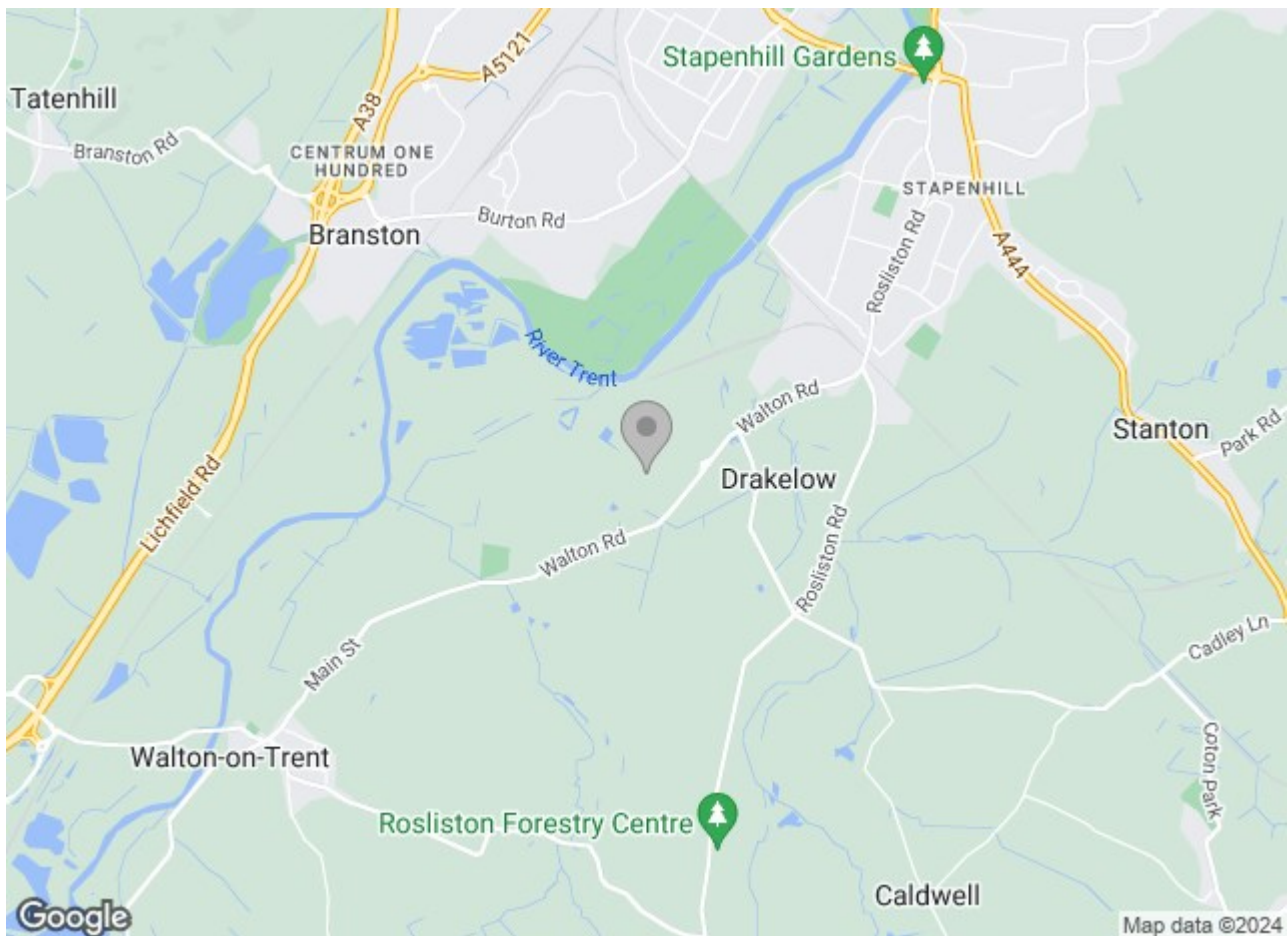 Stapenhill Gardens
A5121
A38
Tatenhill
Branston Rd
CENTRUM ONE
HUNDRED
STAPENHILL
Burton Rd
Branston
Rosliston Rd
A444
River Trent
Walton Rd
Park Rd
Stanton
Drakelow
Lichfield Rd
Walton Rd
Rosliston Rd
Cadley Ln
Main St
Walton-on-Trent
Coton Park
Rosliston Forestry Centre
Caldwell
Google
Map data ©2024